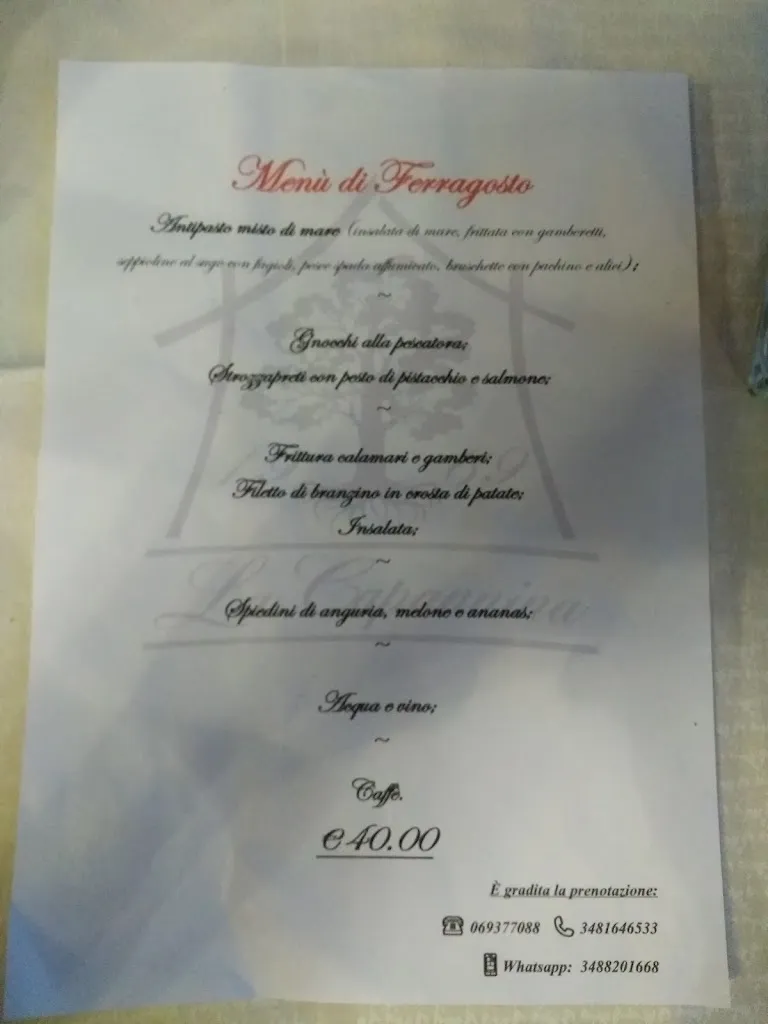 Menù di Ferragosto
Antipasto misto di mare (insalata di mare, frittata con gamberetti,
seppioline al sugo con fagioli, pesce spada affumicato, bruschette con pachino e alici);
~
Gnocchi alla pescatora;
Strozzapreti con pesto di pistacchio e salmone;
~
Frittura calamari e gamberi;
Filetto di branzino in crosta di patate;
Insalata;
~
La Capannina
Spiedini di anguria, melone e ananas;
~
Acqua e vino;
~
Caffè.
€ 40.00
È gradita la prenotazione:
069377088 3481646533
Whatsapp: 3488201668